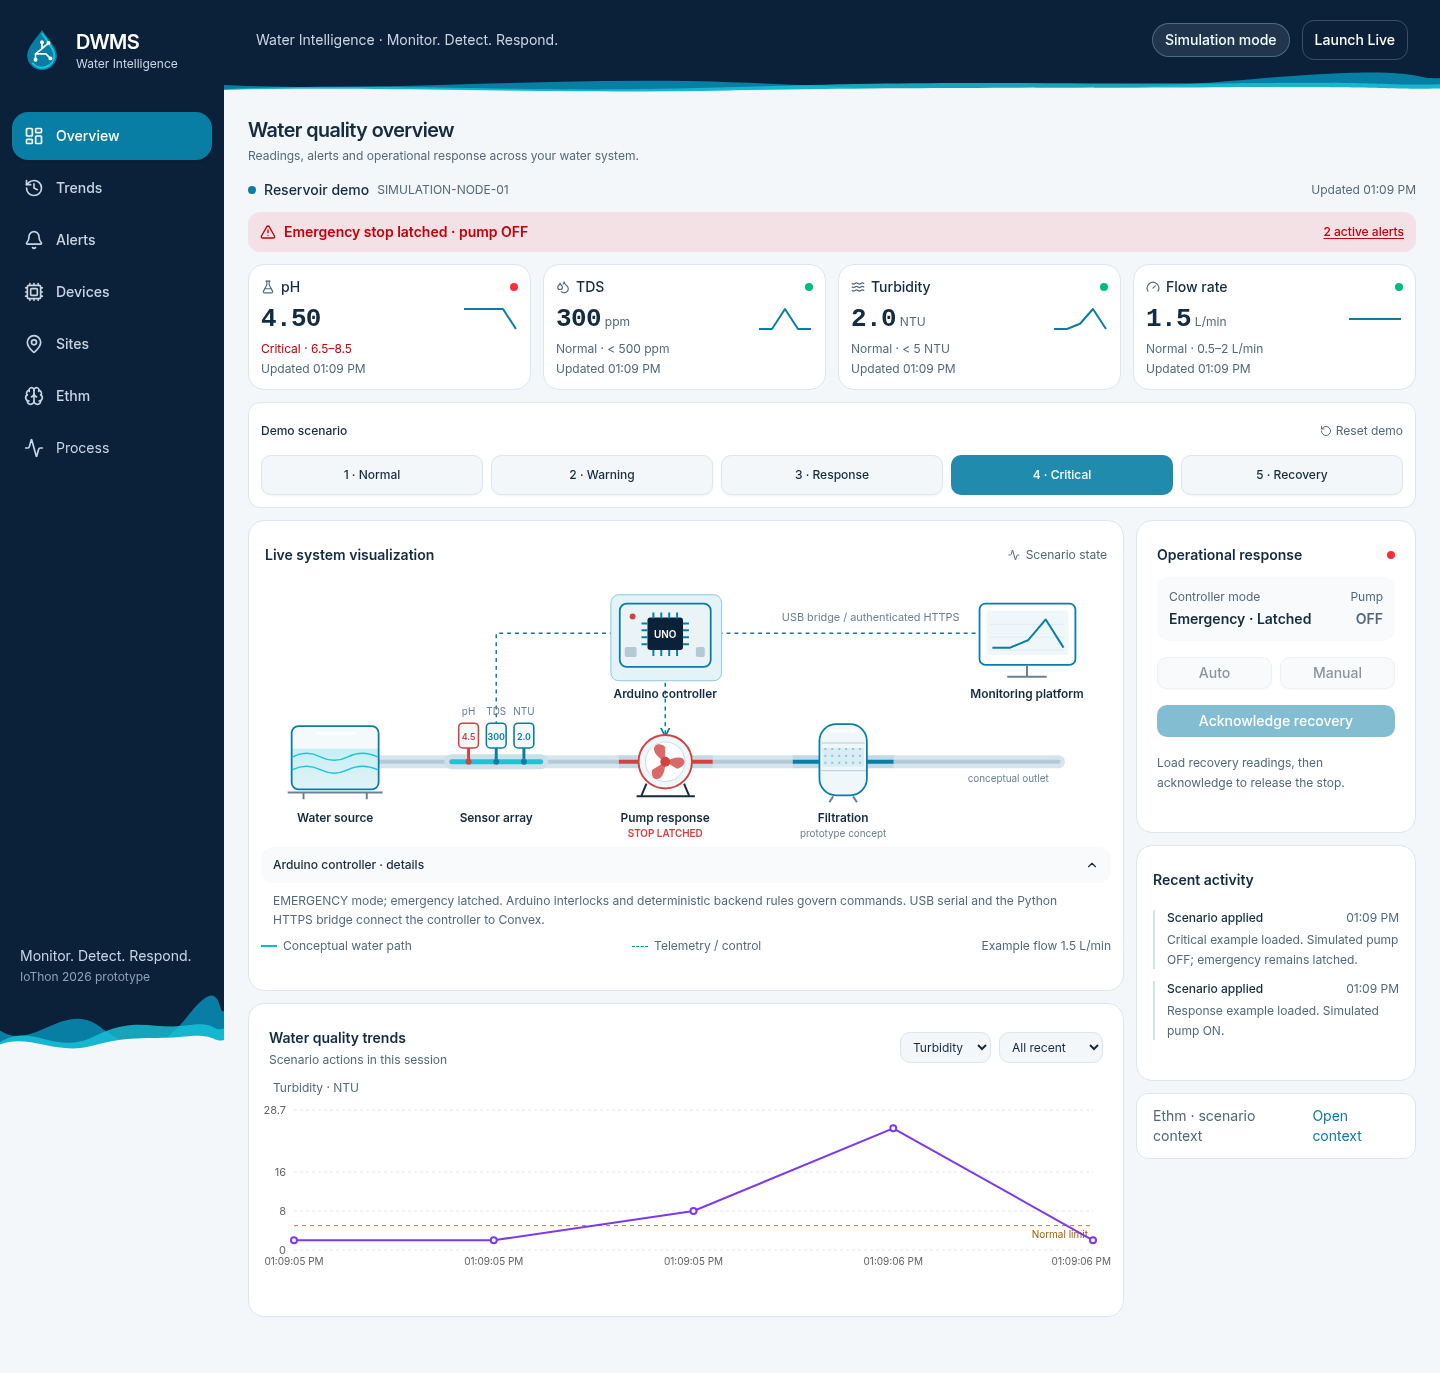 DWMS
Water Intelligence
Overview
Trends
Alerts
Devices
Sites
Ethm
Process
Monitor. Detect. Respond.
IoThon 2026 prototype
Water Intelligence · Monitor. Detect. Respond.
Simulation mode
Launch Live
Water quality overview
Readings, alerts and operational response across your water system.
Reservoir demo SIMULATION-NODE-01
Updated 01:09 PM
Emergency stop latched · pump OFF
2 active alerts
pH
4.50
Critical · 6.5–8.5
Updated 01:09 PM
TDS
300 ppm
Normal · < 500 ppm
Updated 01:09 PM
Turbidity
2.0 NTU
Normal · < 5 NTU
Updated 01:09 PM
Flow rate
1.5 L/min
Normal · 0.5–2 L/min
Updated 01:09 PM
Demo scenario
Reset demo
1 · Normal
2 · Warning
3 · Response
4 · Critical
5 · Recovery
Live system visualization
Scenario state
UNO
USB bridge / authenticated HTTPS
Arduino controller
Monitoring platform
pH TDS NTU
4.5 300 2.0
conceptual outlet
Water source
Sensor array
Pump response
STOP LATCHED
Filtration
prototype concept
Arduino controller · details
EMERGENCY mode; emergency latched. Arduino interlocks and deterministic backend rules govern commands. USB serial and the Python
HTTPS bridge connect the controller to Convex.
Conceptual water path
Telemetry / control
Example flow 1.5 L/min
Operational response
Controller mode
Pump
Emergency · Latched
OFF
Auto
Manual
Acknowledge recovery
Load recovery readings, then
acknowledge to release the stop.
Recent activity
Scenario applied
01:09 PM
Critical example loaded. Simulated pump
OFF; emergency remains latched.
Scenario applied
01:09 PM
Response example loaded. Simulated
pump ON.
Ethm · scenario
context
Open
context
Water quality trends
Scenario actions in this session
Turbidity
All recent
Turbidity · NTU
28.7
16
8
0
Normal limit
01:09:05 PM
01:09:05 PM
01:09:05 PM
01:09:06 PM
01:09:06 PM